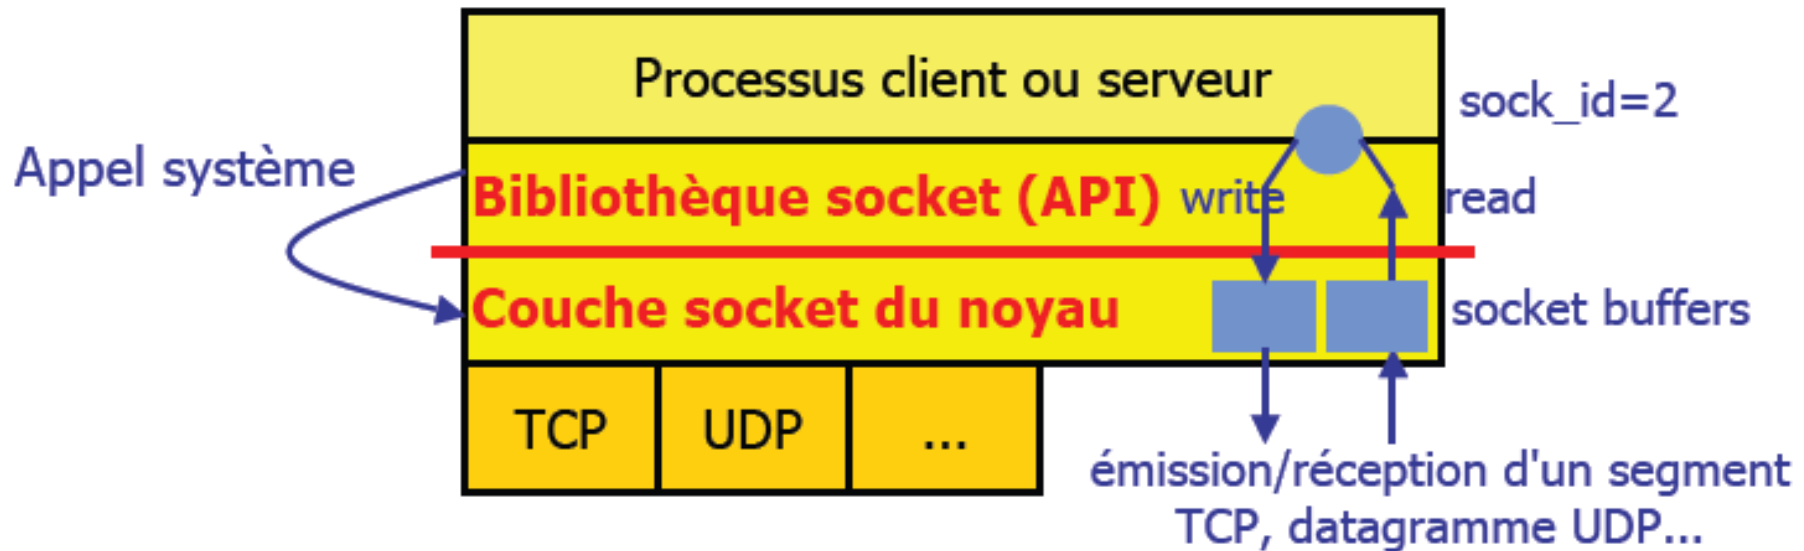 Processus client ou serveur
sock_id=2
Appel système
Bibliothèque socket (API)
write
read
Couche socket du noyau
socket buffers
TCP
UDP
...
émission/réception d'un segment
TCP, datagramme UDP...